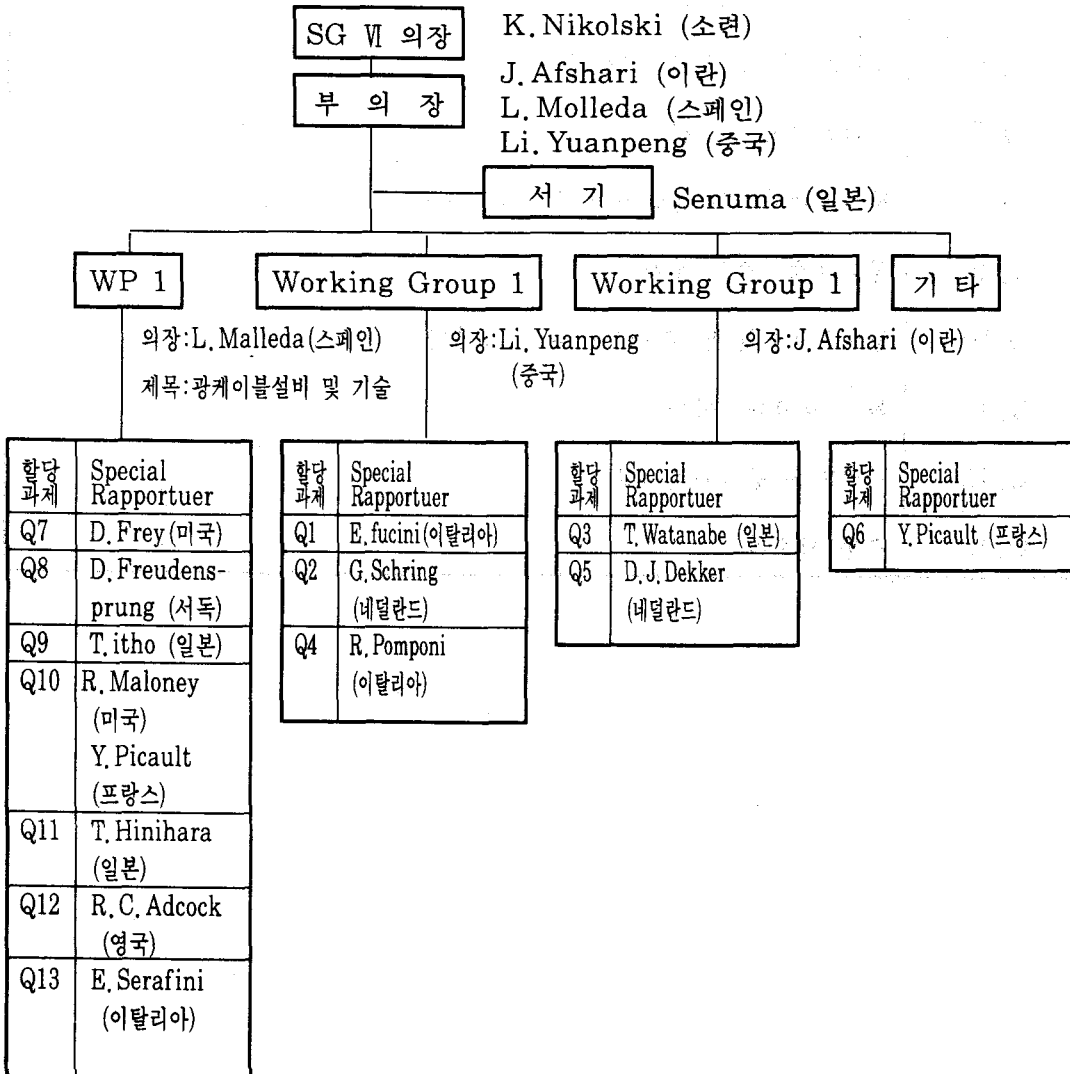 SG Ⅵ 의장
K. Nikolski (소련)
부 의 장
J. Afshari (이란)
L. Molleda (스페인)
Li. Yuanpeng (중국)
서 기
Senuma (일본)
WP 1
Working Group 1
Working Group 1
기 타
의장:L. Malleda(스페인)
제목:광케이블설비 및 기술
의장:Li. Yuanpeng
(중국)
의장:J. Afshari (이란)
할당
과제
Special
Rapportuer
Q7
D. Frey(미국)
Q8
D. Freudens-
prung (서독)
Q9
T. itho (일본)
Q10
R. Maloney
(미국)
Y. Picault
(프랑스)
Q11
T. Hinihara
(일본)
Q12
R. C. Adcock
(영국)
Q13
E. Serafini
(이탈리아)
할당
과제
Special
Rapportuer
Q1
E. fucini(이탈리아)
Q2
G. Schring
(네덜란드)
Q4
R. Pomponi
(이탈리아)
할당
과제
Special
Rapportuer
Q3
T. Watanabe (일본)
Q5
D. J. Dekker
(네덜란드)
할당
과제
Special
Rapportuer
Q6
Y. Picault (프랑스)